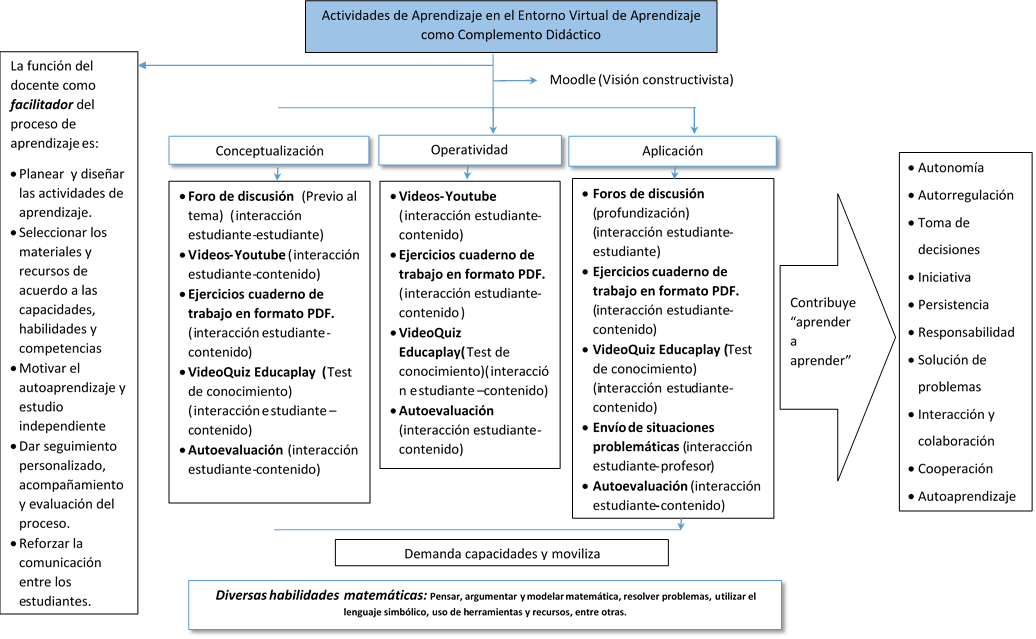 Actividades de Aprendizaje en el Entorno Virtual de Aprendizaje
como Complemento Didáctico
La función del
docente como
facilitador del
proceso de
aprendizaje es:
• Planear y diseñar
las actividades de
aprendizaje.
• Seleccionar los
materiales y
recursos de
acuerdo a las
capacidades,
habilidades y
competencias
• Motivar el
autoaprendizaje y
estudio
independiente
• Dar seguimiento
personalizado,
acompañamiento
y evaluación del
proceso.
• Reforzar la
comunicación
entre los
estudiantes.
Moodle (Visión constructivista)
Conceptualización
• Foro de discusión (Previo al
tema) (interacción
estudiante-estudiante)
• Videos-Youtube (interacción
estudiante-contenido)
• Ejercicios cuaderno de
trabajo en formato PDF.
(interacción estudiante-
contenido)
• VideoQuiz Educaplay (Test
de conocimiento)
(interacción estudiante –
contenido)
• Autoevaluación (interacción
estudiante-contenido)
Operatividad
• Videos-Youtube
(interacción estudiante-
contenido)
• Ejercicios cuaderno de
trabajo en formato PDF.
(interacción estudiante-
contenido)
• VideoQuiz
Educaplay(Test de
conocimiento)(interacció
n estudiante –contenido)
• Autoevaluación
(interacción estudiante-
contenido)
Aplicación
• Foros de discusión
(profundización)
(interacción estudiante-
estudiante)
• Ejercicios cuaderno de
trabajo en formato PDF.
(interacción estudiante-
contenido)
• VideoQuiz Educaplay (Test
de conocimiento)
(interacción estudiante-
contenido)
• Envío de situaciones
problemáticas (interacción
estudiante-profesor)
• Autoevaluación (interacción
estudiante-contenido)
Contribuye
“aprender
a
aprender”
• Autonomía
• Autorregulación
• Toma de
decisiones
• Iniciativa
• Persistencia
• Responsabilidad
• Solución de
problemas
• Interacción y
colaboración
• Cooperación
• Autoaprendizaje
Demanda capacidades y moviliza
Diversas habilidades matemáticas: Pensar, argumentar y modelar matemática, resolver problemas, utilizar el
lenguaje simbólico, uso de herramientas y recursos, entre otras.